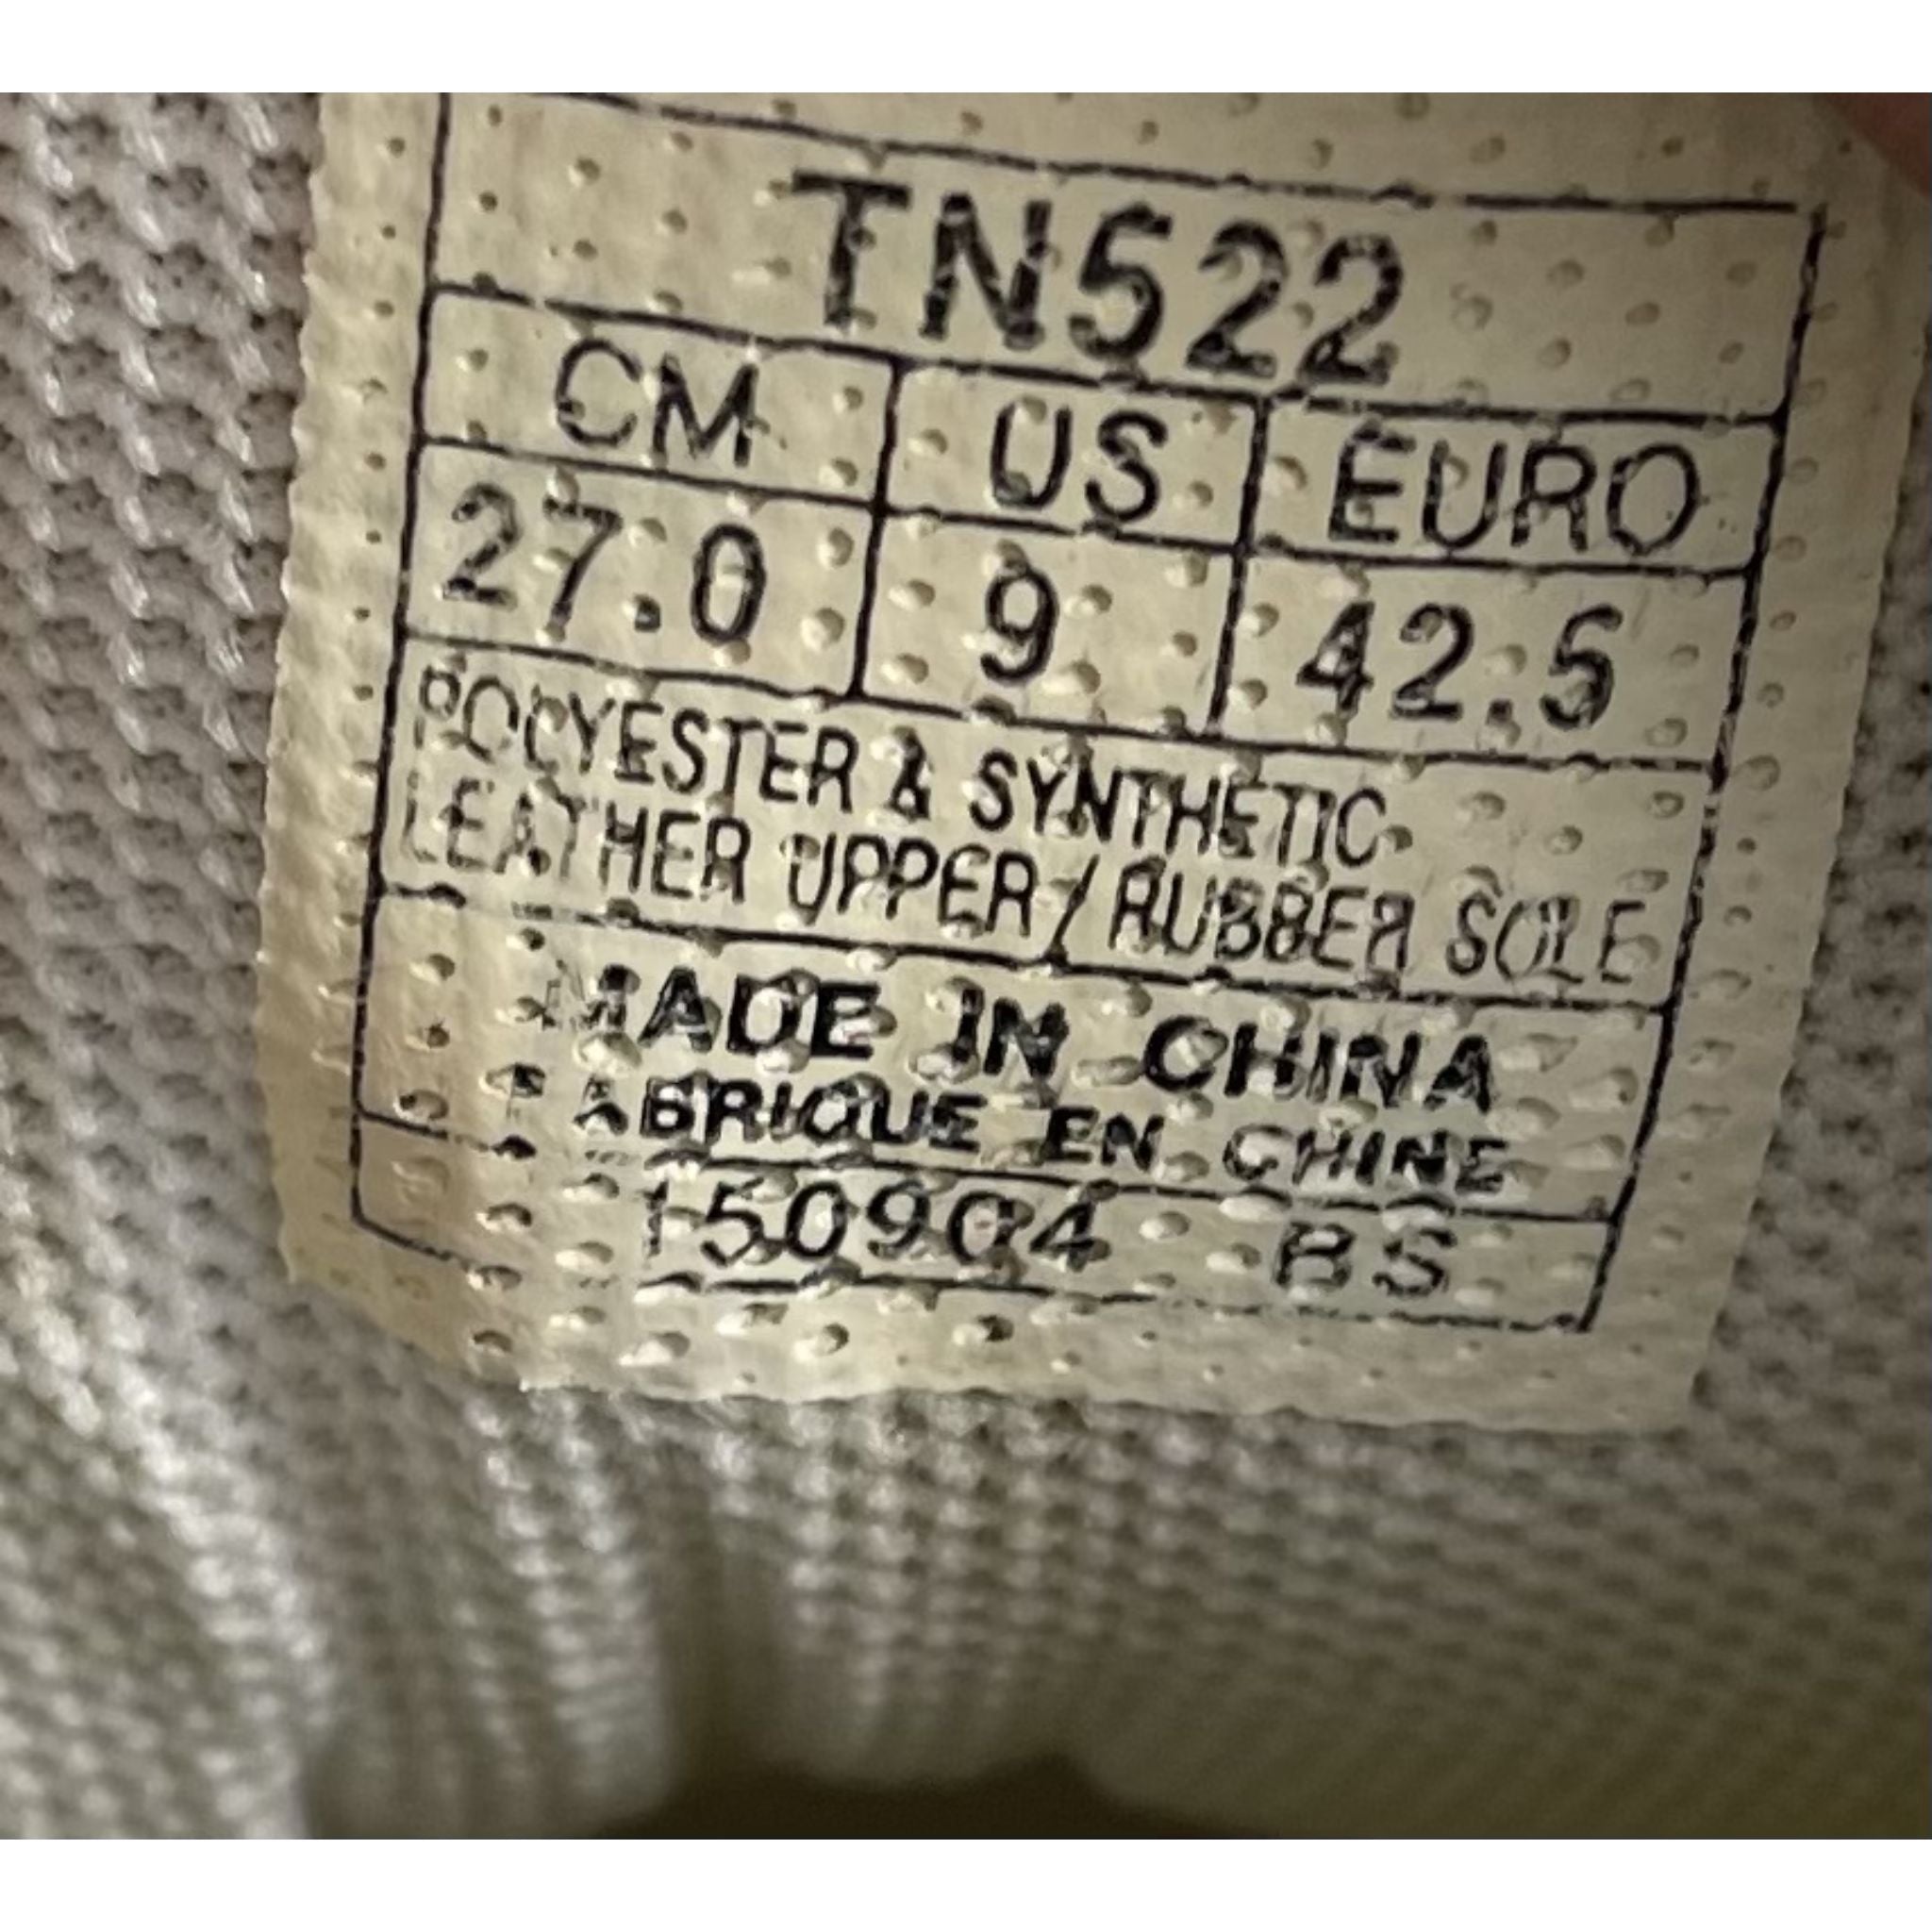 TN522
CM US EURO
27.0 9 42.5
POLYESTER & SYNTHETIC
LEATHER UPPER / RUBBER SOLE
MADE IN CHINA
FABRIQUE EN CHINE
150904 BS